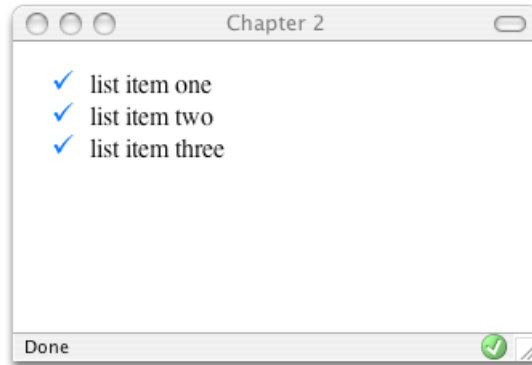 Chapter 2
list item one
list item two
list item three
Done